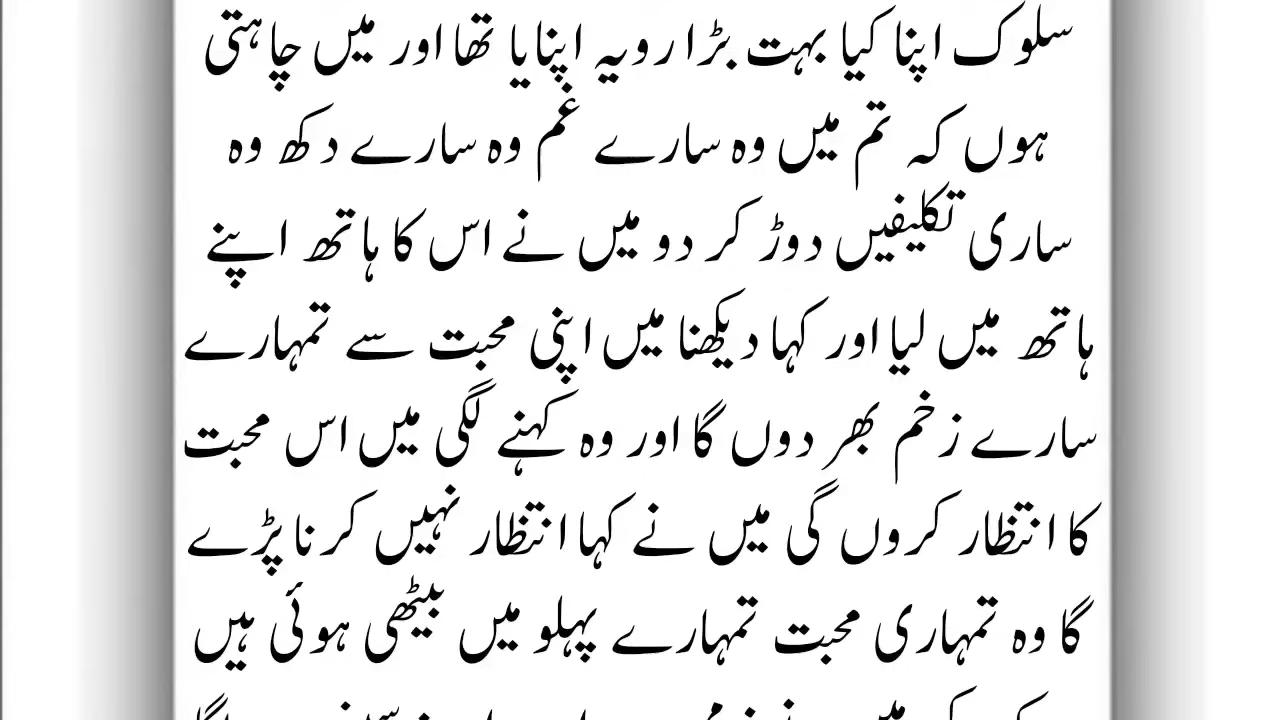 سلوک اپنا کیا بہت بڑا رویہ اپنایا تھا اور میں چاہتی
ہوں کہ تم میں وہ سارے غم وہ سارے دکھ وہ
ساری تکلیفیں دوڑ کر دو میں نے اس کا ہاتھ اپنے
ہاتھ میں لیا اور کہا دیکھنا میں اپنی محبت سے تمہارے
سارے زخم بھر دوں گا اور وہ کہنے لگی میں اس محبت
کا انتظار کروں گی میں نے کہا انتظار نہیں کرنا پڑے
گا وہ تمہاری محبت تمہارے پہلو میں بیٹھی ہوئی ہیں